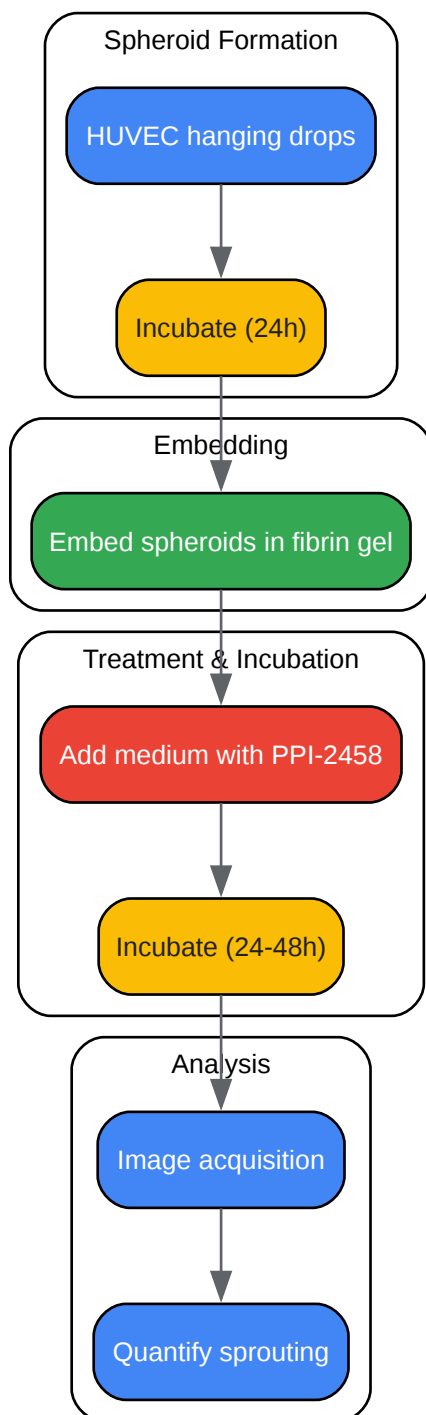 Spheroid Formation
HUVEC hanging drops
Incubate (24h)
Embedding
Embed spheroids in fibrin gel
Treatment & Incubation
Add medium with PPI-2458
Incubate (24-48h)
Analysis
Image acquisition
Quantify sprouting